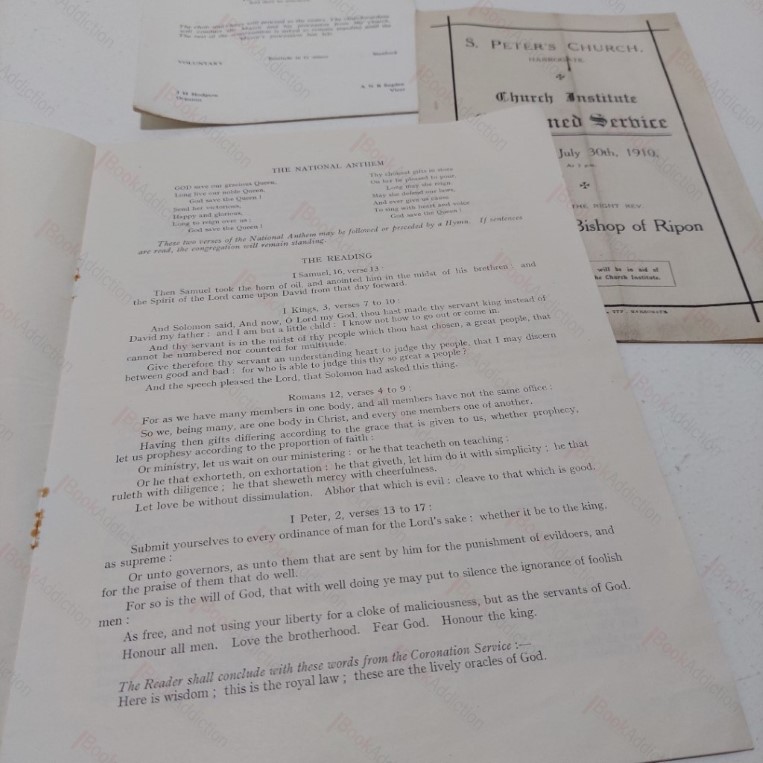 VOLUNTARY
S. PETER'S CHURCH.
HARROGATE.
Church Institute
Service
July 30th, 1910,
THE RIGHT REV.
Bishop of Ripon
will be in aid of
Church Institute.
THE NATIONAL ANTHEM
GOD save our gracious Queen,
Long live our noble Queen,
God save the Queen!
Send her victorious,
Happy and glorious,
Long to reign over us;
God save the Queen!
Thy choicest gifts in store
On her be pleased to pour,
Long may she reign.
May she defend our laws,
And ever give us cause,
To sing with heart and voice
God save the Queen!
These two verses of the National Anthem may be followed or preceded by a Hymn. If sentences
are read, the congregation will remain standing.
THE READING
I Samuel, 16, verse 13 :
Then Samuel took the horn of oil, and anointed him in the midst of his brethren : and
the Spirit of the Lord came upon David from that day forward.
I Kings, 3, verses 7 to 10 :
And Solomon said, And now, O Lord my God, thou hast made thy servant king instead of
David my father : and I am but a little child : I know not how to go out or come in.
And thy servant is in the midst of thy people which thou hast chosen, a great people, that
cannot be numbered nor counted for multitude.
Give therefore thy servant an understanding heart to judge thy people, that I may discern
between good and bad : for who is able to judge this thy so great a people ?
And the speech pleased the Lord, that Solomon had asked this thing.
Romans 12, verses 4 to 9 :
For as we have many members in one body, and all members have not the same office :
So we, being many, are one body in Christ, and every one members one of another.
Having then gifts differing according to the grace that is given to us, whether prophecy,
let us prophesy according to the proportion of faith :
Or ministry, let us wait on our ministering : or he that teacheth on teaching ;
Or he that exhorteth, on exhortation : he that giveth, let him do it with simplicity ; he that
ruleth with diligence ; he that sheweth mercy with cheerfulness.
Let love be without dissimulation. Abhor that which is evil : cleave to that which is good.
I Peter, 2, verses 13 to 17 :
Submit yourselves to every ordinance of man for the Lord's sake : whether it be to the king,
as supreme :
Or unto governors, as unto them that are sent by him for the punishment of evildoers, and
for the praise of them that do well.
For so is the will of God, that with well doing ye may put to silence the ignorance of foolish
men :
As free, and not using your liberty for a cloke of maliciousness, but as the servants of God.
Honour all men. Love the brotherhood. Fear God. Honour the king.
The Reader shall conclude with these words from the Coronation Service :—
Here is wisdom ; this is the royal law ; these are the lively oracles of God.